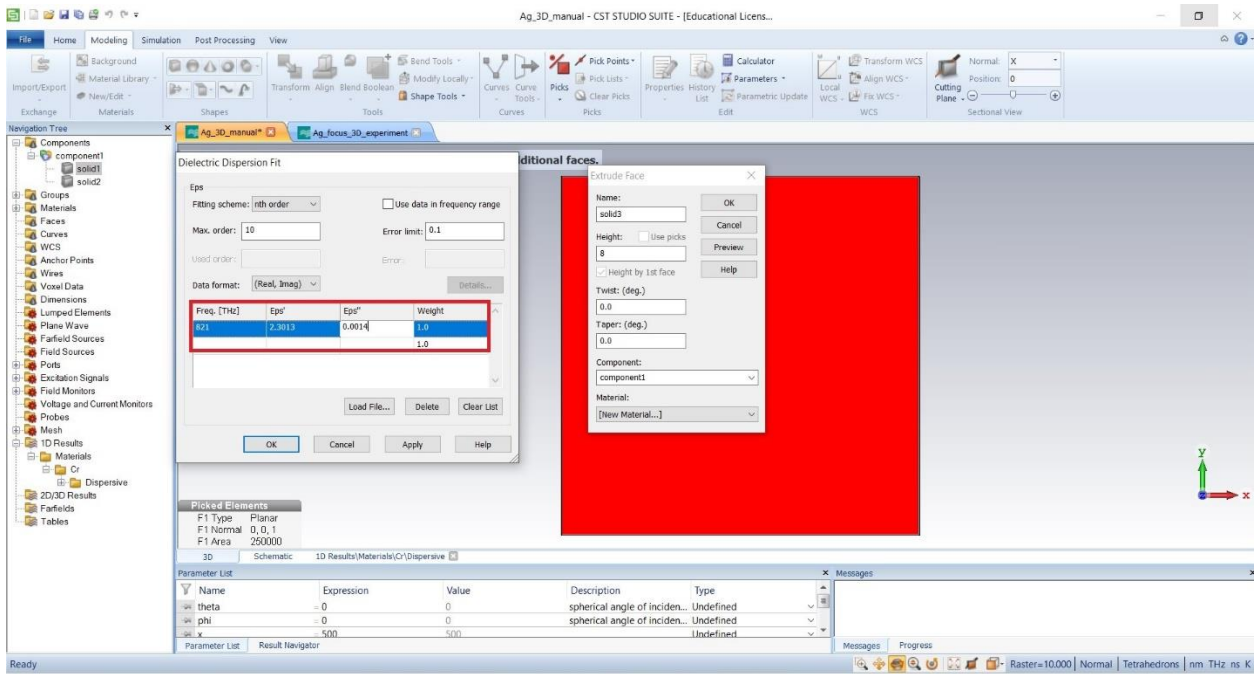 Ag_3D_manual - CST STUDIO SUITE - [Educational Licens...
File Home Modeling Simulation Post Processing View
Import/Export
Exchange
Background
Material Library
New/Edit
Materials
Shapes
Transform Align Blend Boolean
Bend Tools
Modify Locally
Shape Tools
Tools
Curves Curve Tools
Curves
Picks
Pick Points
Pick Lists
Clear Picks
Picks
Properties History List
Calculator
Parameters
Parametric Update
Edit
Local WCS
Transform WCS
Align WCS
Fix WCS
WCS
Cutting Plane
Normal: X
Position: 0
Sectional View
Navigation Tree
Components
component1
solid1
solid2
Groups
Materials
Faces
Curves
WCS
Anchor Points
Wires
Voxel Data
Dimensions
Lumped Elements
Plane Wave
Farfield Sources
Field Sources
Ports
Excitation Signals
Field Monitors
Voltage and Current Monitors
Probes
Mesh
1D Results
Materials
Cr
Dispersive
2D/3D Results
Farfields
Tables
Ag_3D_manual* Ag_focus_3D_experiment
ditional faces.
Dielectric Dispersion Fit
Eps
Fitting scheme: nth order Use data in frequency range
Max. order: 10 Error limit: 0.1
Used order: Error:
Data format: (Real, Imag) Details...
Freq. [THz] Eps' Eps" Weight
821 2.3013 0.0014 1.0
1.0
Load File... Delete Clear List
OK Cancel Apply Help
Extrude Face
Name:
solid3
Height: Use picks
8
Height by 1st face
Twist: (deg.)
0.0
Taper: (deg.)
0.0
Component:
component1
Material:
[New Material...]
OK
Cancel
Preview
Help
Picked Elements
F1 Type Planar
F1 Normal 0, 0, 1
F1 Area 250000
y
x
3D Schematic 1D Results\Materials\Cr\Dispersive
Parameter List
Name Expression Value Description Type
theta = 0 0 spherical angle of inciden... Undefined
phi = 0 0 spherical angle of inciden... Undefined
x = 500 500 Undefined
Parameter List Result Navigator
Messages
Messages Progress
Ready
Raster=10.000 Normal Tetrahedrons nm THz ns K